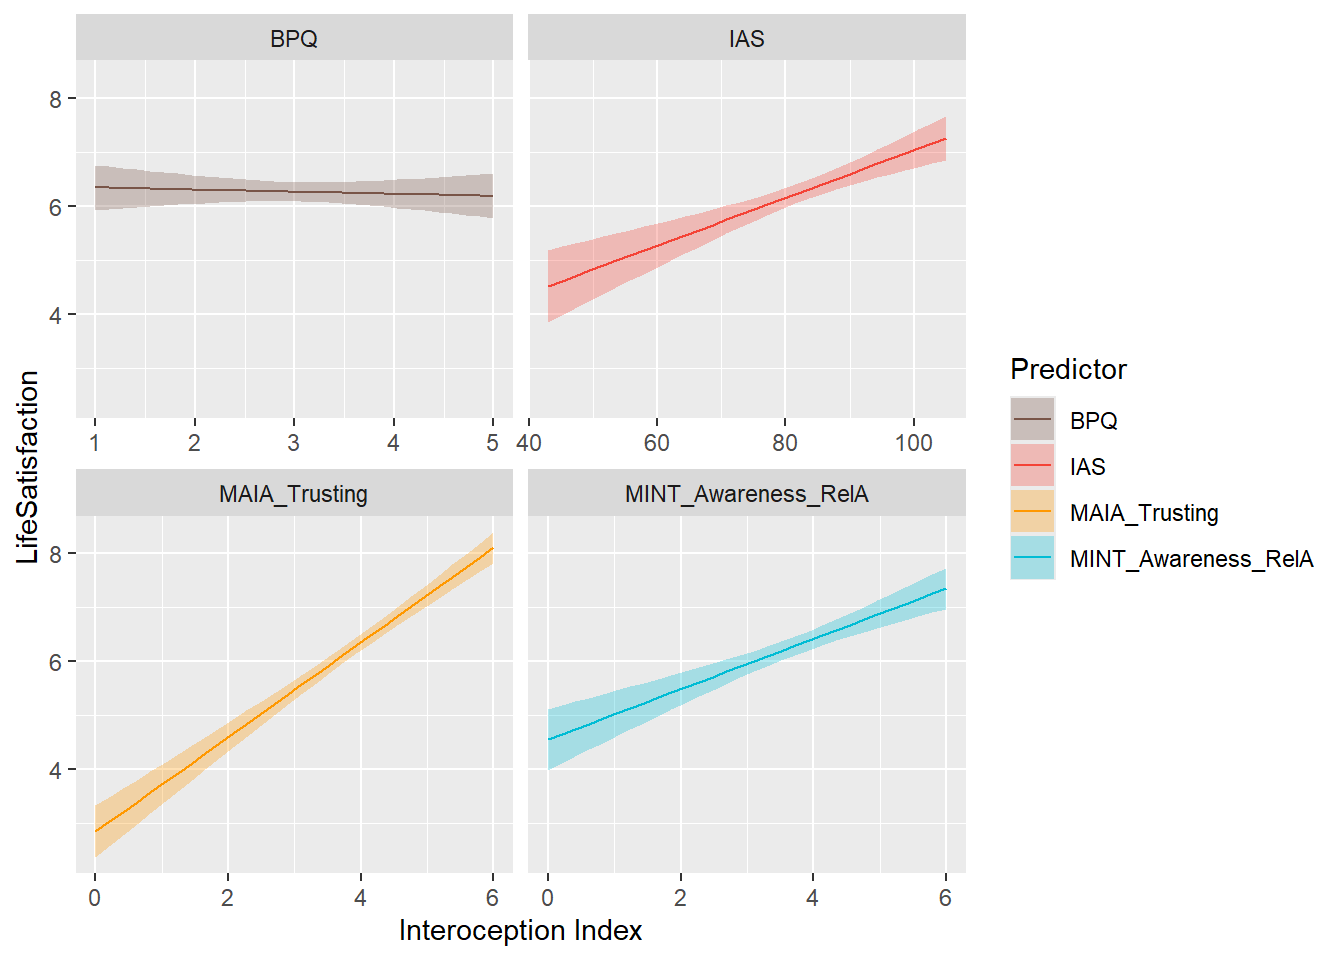 BPQ
IAS
8
6
4
1 2 3 4 5
40 60 80 100
MAIA_Trusting
MINT_Awareness_RelA
8
6
4
0 2 4 6
0 2 4 6
LifeSatisfaction
Interoception Index
Predictor
BPQ
IAS
MAIA_Trusting
MINT_Awareness_RelA